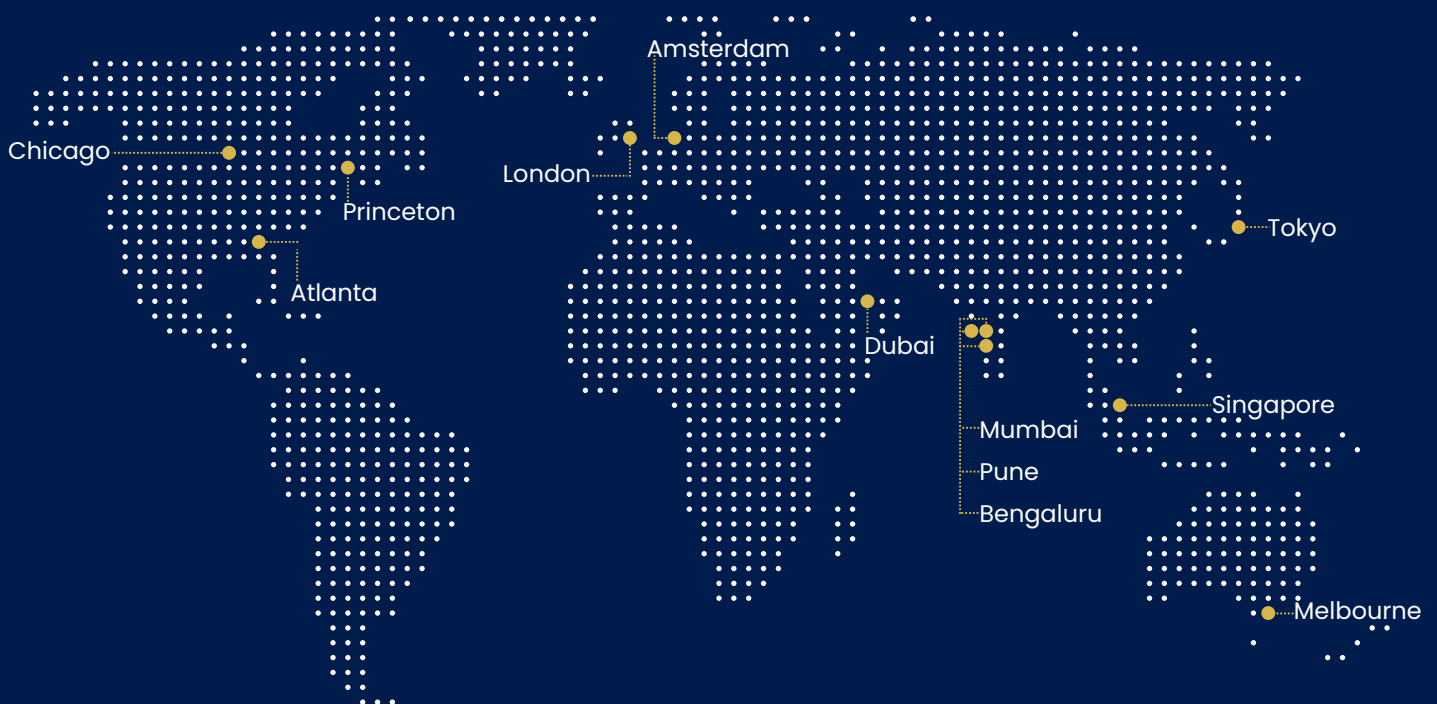 Amsterdam
Chicago
London
Princeton
Tokyo
Atlanta
Dubai
Singapore
Mumbai
Pune
Bengaluru
Melbourne